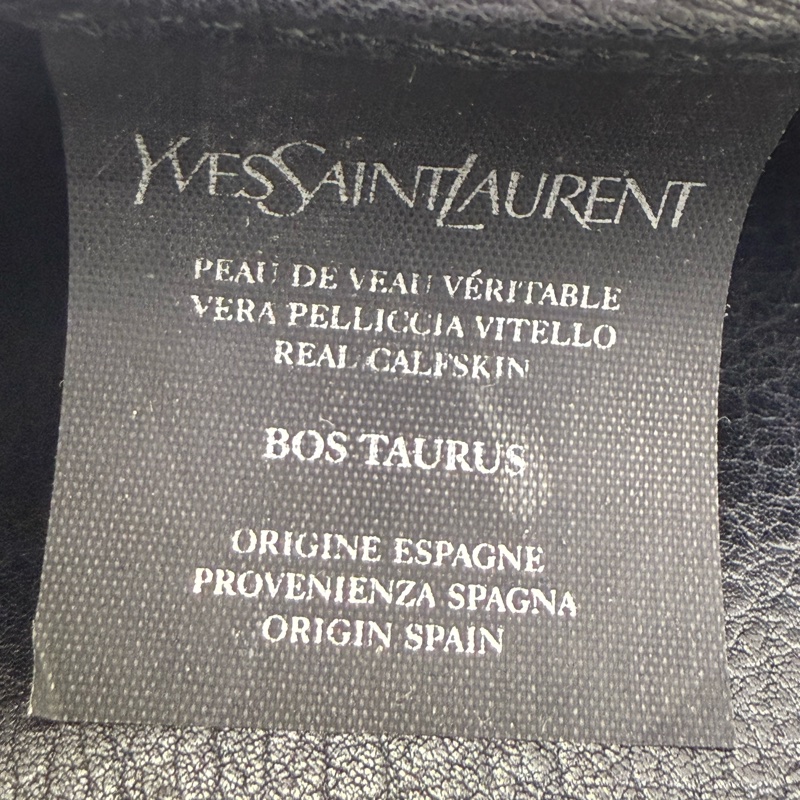 YVESSAINTLAURENT
PEAU DE VEAU VÉRITABLE
VERA PELLICCIA VITELLO
REAL CALFSKIN
BOS TAURUS
ORIGINE ESPAGNE
PROVENIENZA SPAGNA
ORIGIN SPAIN